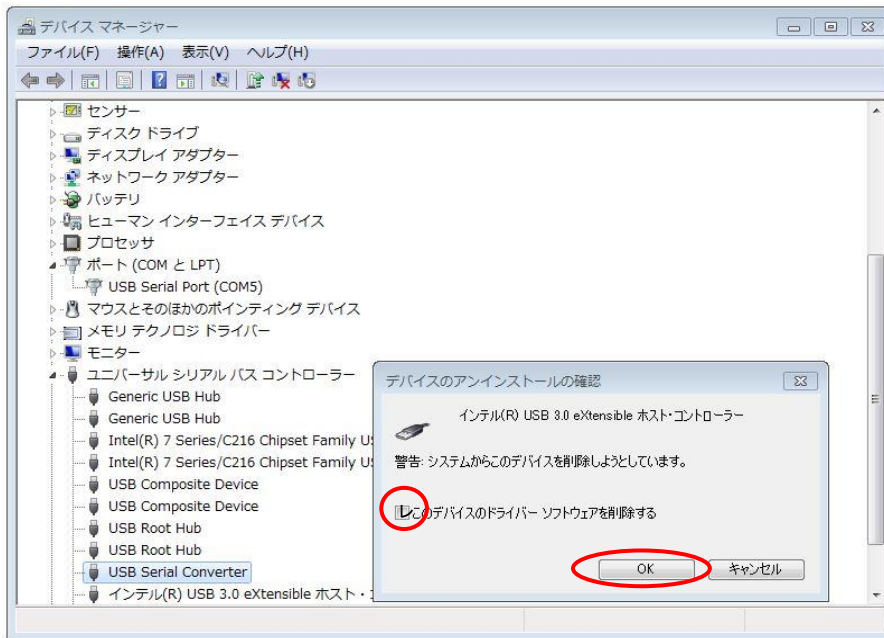 デバイス マネージャー
ファイル(F) 操作(A) 表示(V) ヘルプ(H)
センサー
ディスク ドライブ
ディスプレイ アダプター
ネットワーク アダプター
バッテリ
ヒューマン インターフェイス デバイス
プロセッサ
ポート (COM と LPT)
USB Serial Port (COM5)
マウスとそのほかのポインティング デバイス
メモリ テクノロジ ドライバー
モニター
ユニバーサル シリアル バス コントローラー
Generic USB Hub
Generic USB Hub
Intel(R) 7 Series/C216 Chipset Family US
Intel(R) 7 Series/C216 Chipset Family US
USB Composite Device
USB Composite Device
USB Root Hub
USB Root Hub
USB Serial Converter
インテル(R) USB 3.0 eXtensible ホスト・
デバイスのアンインストールの確認
インテル(R) USB 3.0 eXtensible ホスト・コントローラー
警告: システムからこのデバイスを削除しようとしています。
このデバイスのドライバー ソフトウェアを削除する
OK キャンセル